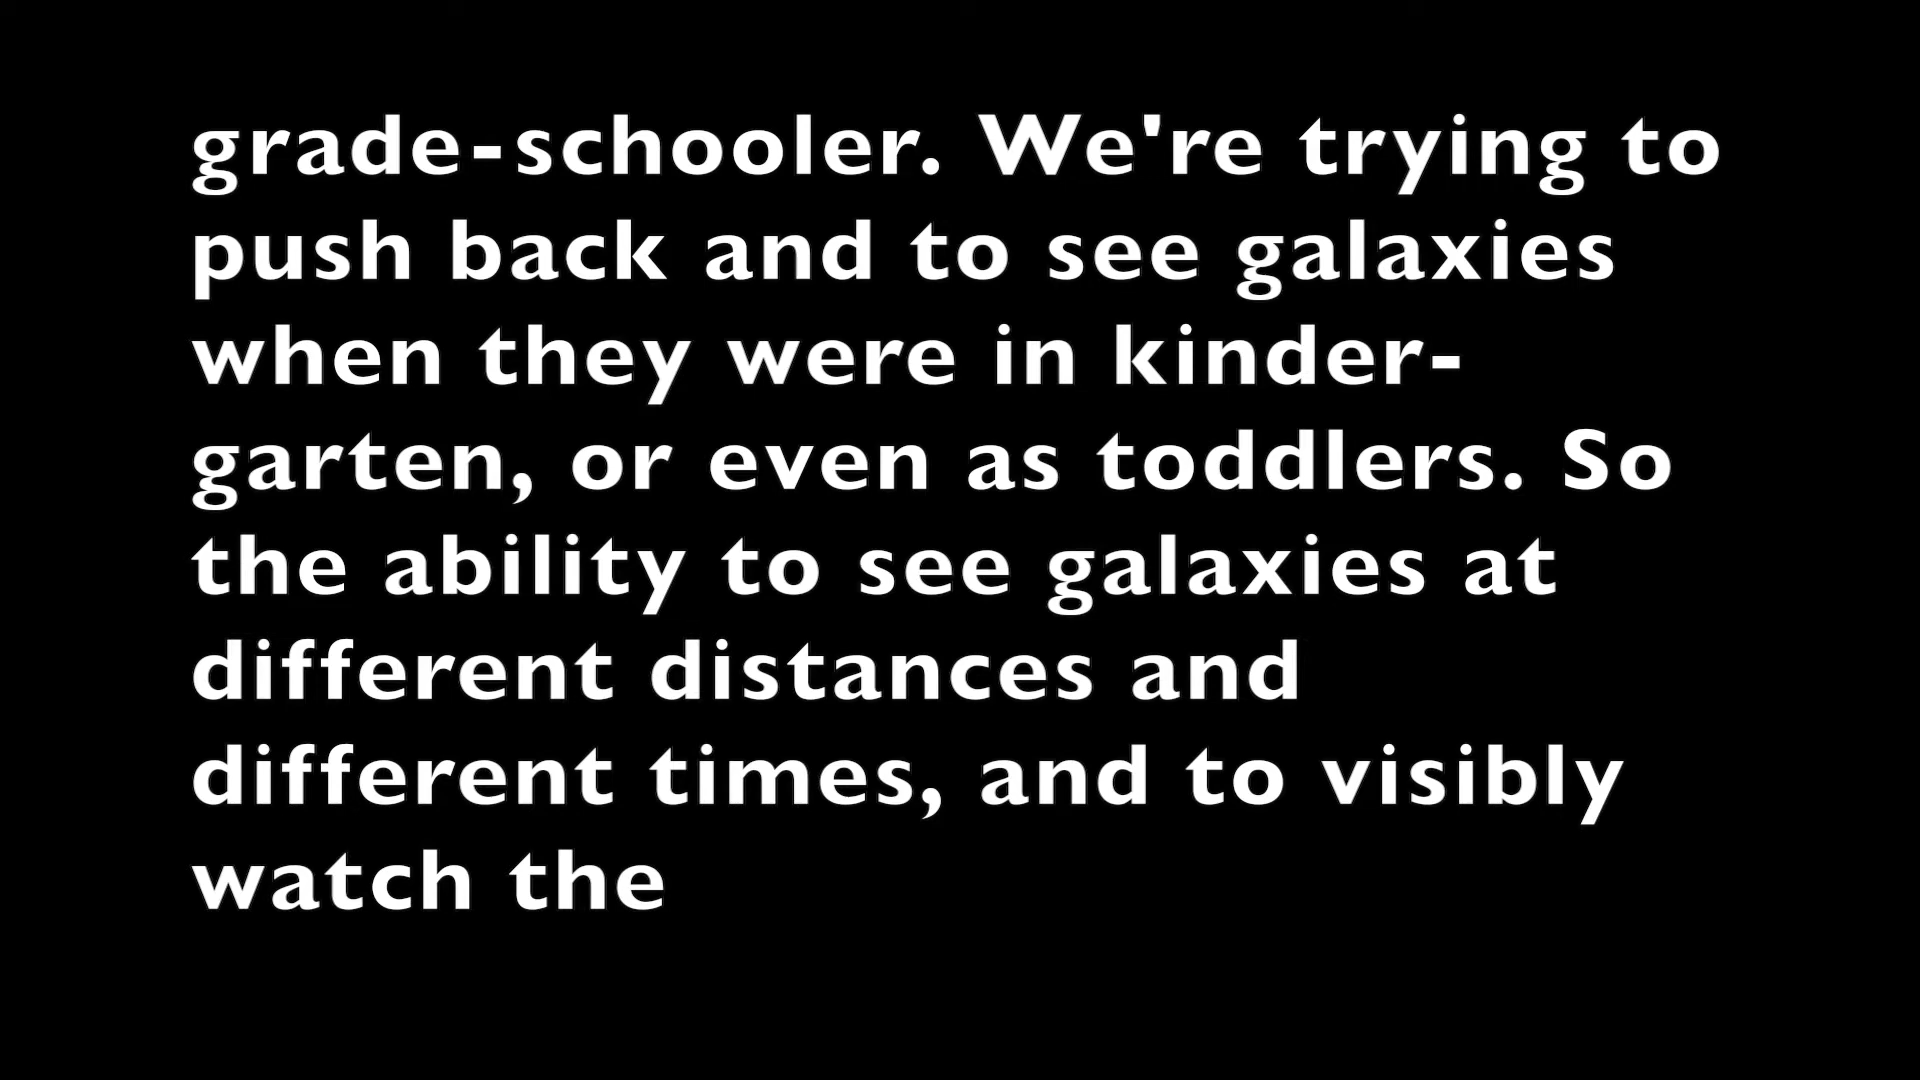 grade-schooler. We're trying to
push back and to see galaxies
when they were in kinder-
garten, or even as toddlers. So
the ability to see galaxies at
different distances and
different times, and to visibly
watch the